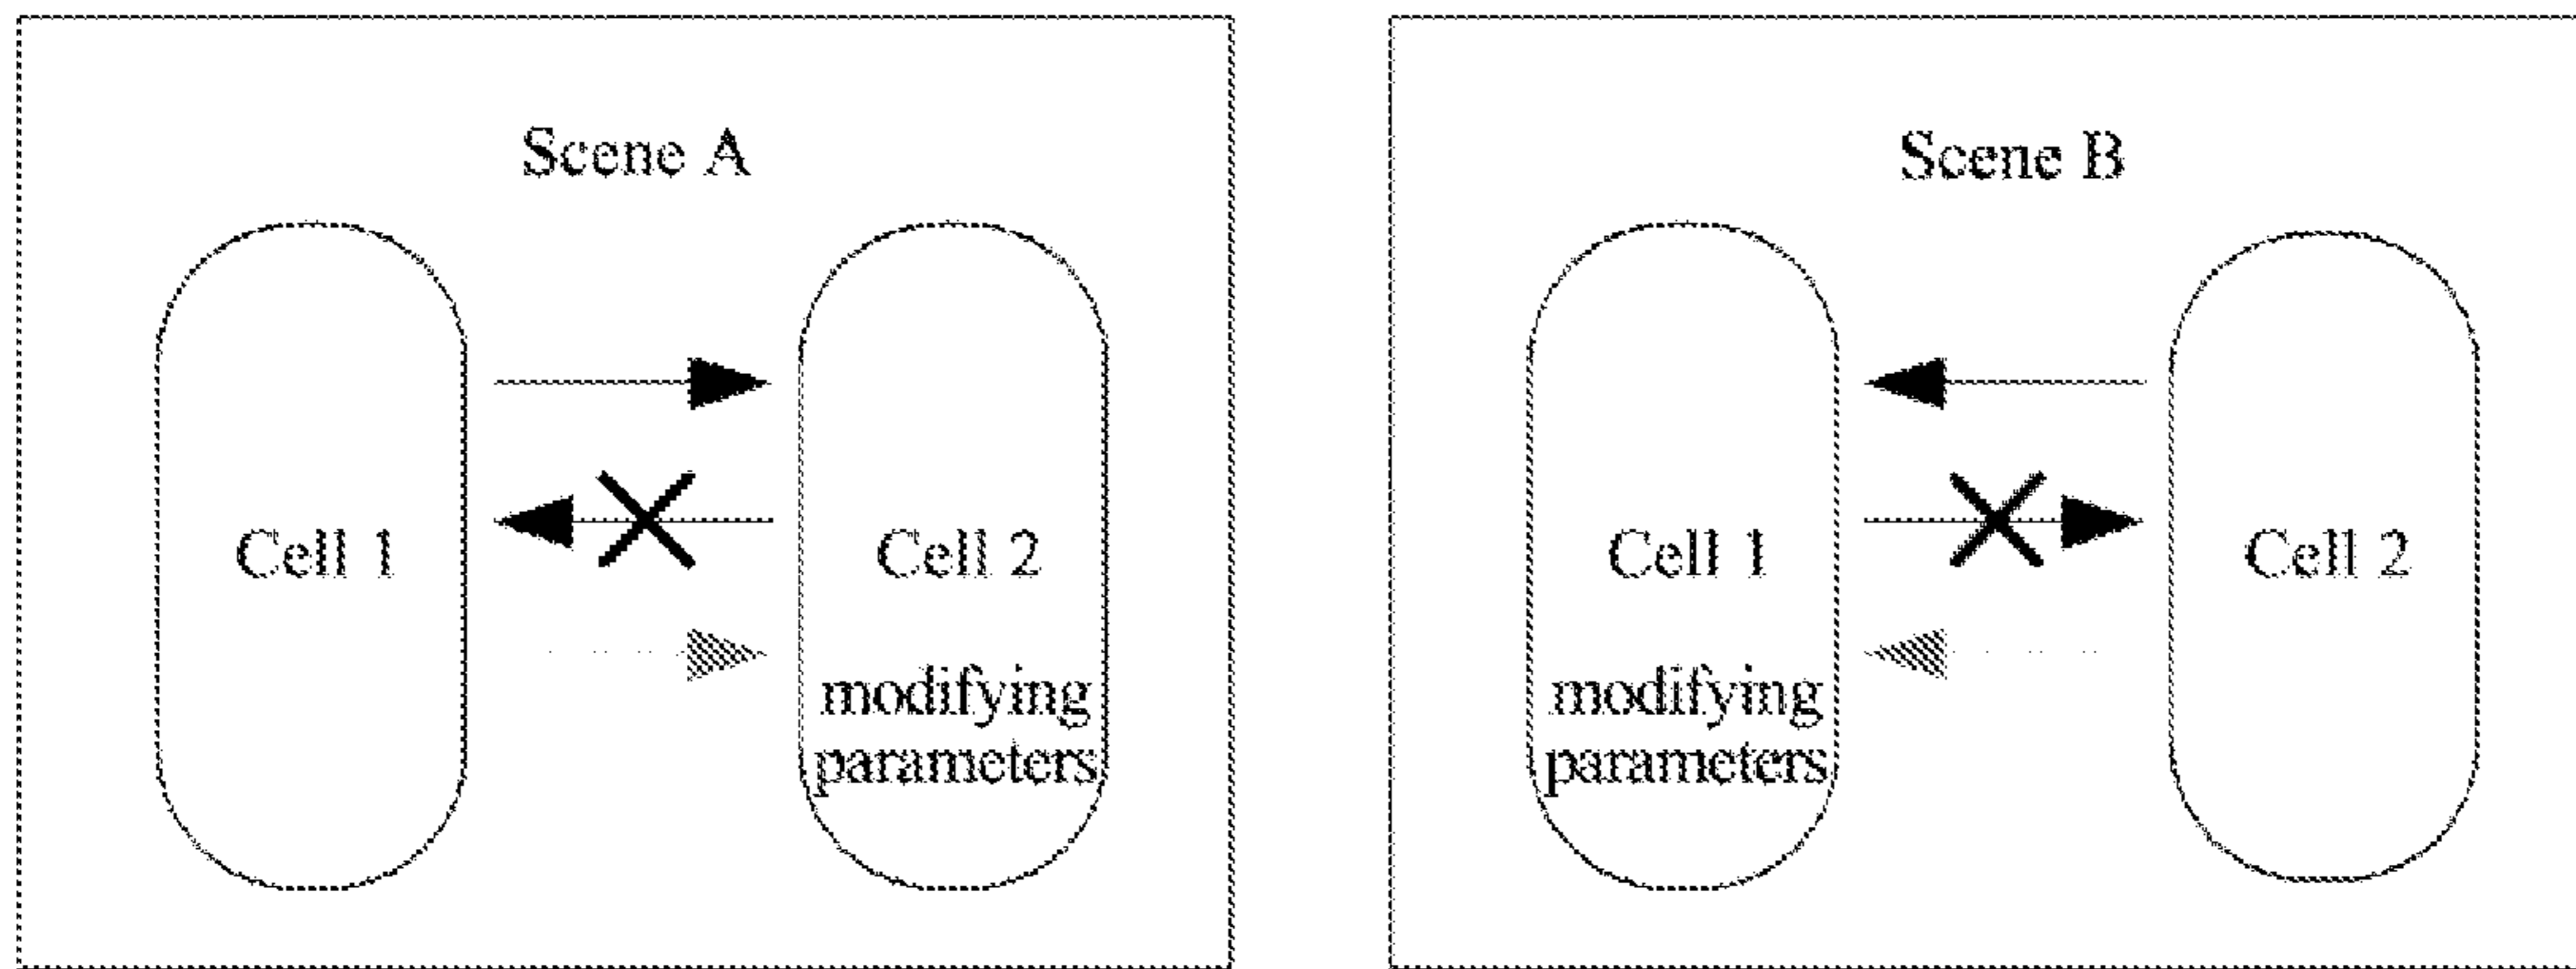 Scene A
Cell 1
Cell 2
modifying
parameters
Scene B
Cell 1
modifying
parameters
Cell 2